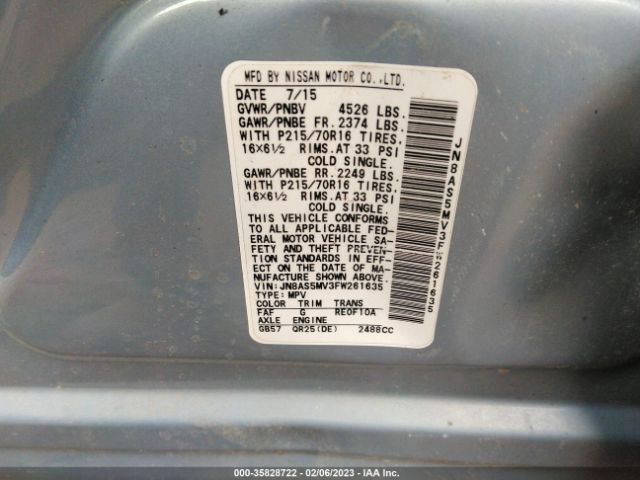 MFD BY NISSAN MOTOR CO.,LTD.
DATE 7/15
GVWR/PNBV 4526 LBS.
GAWR/PNBE FR. 2374 LBS.
WITH P215/70R16 TIRES,
16X6½ RIMS.AT 33 PSI
COLD SINGLE.
GAWR/PNBE RR. 2249 LBS.
WITH P215/70R16 TIRES,
16X6½ RIMS.AT 33 PSI
COLD SINGLE.
THIS VEHICLE CONFORMS
TO ALL APPLICABLE FED-
ERAL MOTOR VEHICLE SA-
FETY AND THEFT PREVEN-
TION STANDARDS IN EFF-
ECT ON THE DATE OF MA-
NUFACTURE SHOWN ABOVE.
VIN:JN8AS5MV3FW261635
TYPE:MPV
COLOR TRIM TRANS
FAF G RE0F10A
AXLE ENGINE
GB57 QR25(DE) 2488CC
JN8AS5MV3FW261635
000-35828722 - 02/06/2023 - IAA Inc.